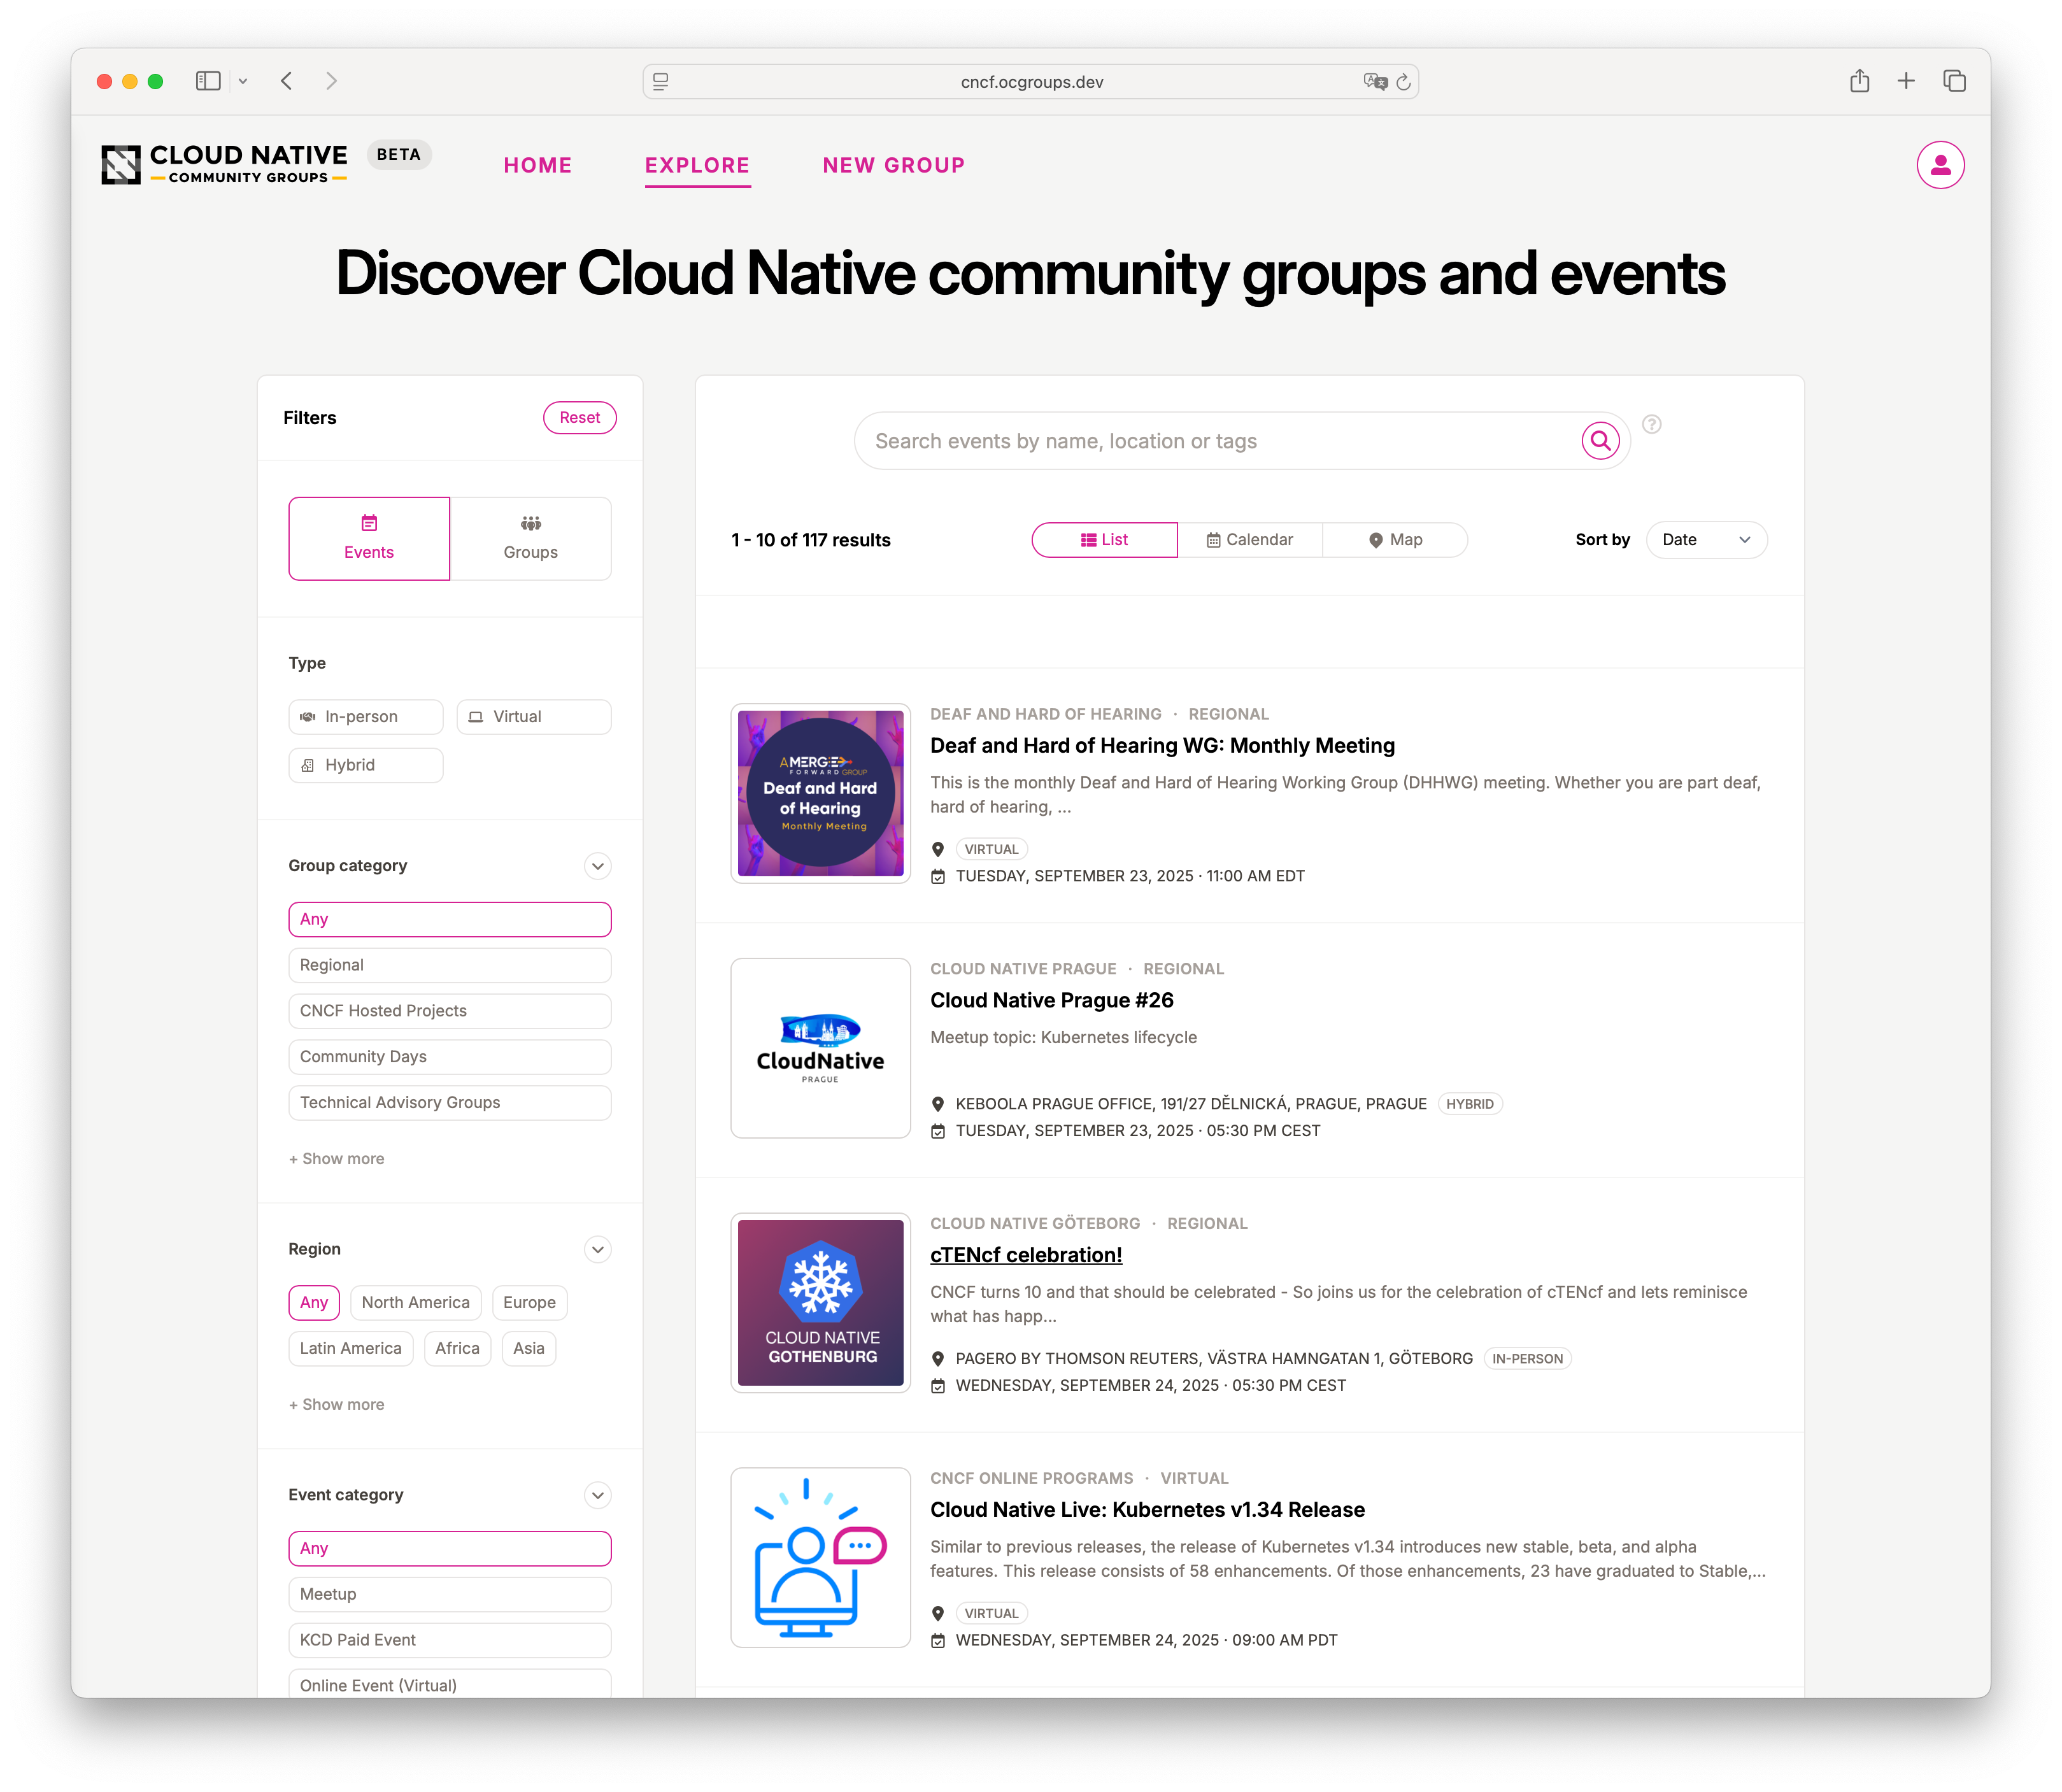 cncf.ocgroups.dev
CLOUD NATIVE
COMMUNITY GROUPS
BETA
HOME
EXPLORE
NEW GROUP
Discover Cloud Native community groups and events
Filters
Reset
Events
Groups
Type
In-person
Virtual
Hybrid
Group category
Any
Regional
CNCF Hosted Projects
Community Days
Technical Advisory Groups
+ Show more
Region
Any
North America
Europe
Latin America
Africa
Asia
+ Show more
Event category
Any
Meetup
KCD Paid Event
Online Event (Virtual)
Search events by name, location or tags
?
1 - 10 of 117 results
List
Calendar
Map
Sort by
Date
AMERGED
FORWARD GROUP
Deaf and Hard
of Hearing
Monthly Meeting
DEAF AND HARD OF HEARING · REGIONAL
Deaf and Hard of Hearing WG: Monthly Meeting
This is the monthly Deaf and Hard of Hearing Working Group (DHHWG) meeting. Whether you are part deaf,
hard of hearing, ...
VIRTUAL
TUESDAY, SEPTEMBER 23, 2025 · 11:00 AM EDT
CloudNative
PRAGUE
CLOUD NATIVE PRAGUE · REGIONAL
Cloud Native Prague #26
Meetup topic: Kubernetes lifecycle
KEBOOLA PRAGUE OFFICE, 191/27 DĚLNICKÁ, PRAGUE, PRAGUE HYBRID
TUESDAY, SEPTEMBER 23, 2025 · 05:30 PM CEST
CLOUD NATIVE
GOTHENBURG
CLOUD NATIVE GÖTEBORG · REGIONAL
cTENcf celebration!
CNCF turns 10 and that should be celebrated - So joins us for the celebration of cTENcf and lets reminisce
what has happ...
PAGERO BY THOMSON REUTERS, VÄSTRA HAMNGATAN 1, GÖTEBORG IN-PERSON
WEDNESDAY, SEPTEMBER 24, 2025 · 05:30 PM CEST
CNCF ONLINE PROGRAMS · VIRTUAL
Cloud Native Live: Kubernetes v1.34 Release
Similar to previous releases, the release of Kubernetes v1.34 introduces new stable, beta, and alpha
features. This release consists of 58 enhancements. Of those enhancements, 23 have graduated to Stable,...
VIRTUAL
WEDNESDAY, SEPTEMBER 24, 2025 · 09:00 AM PDT